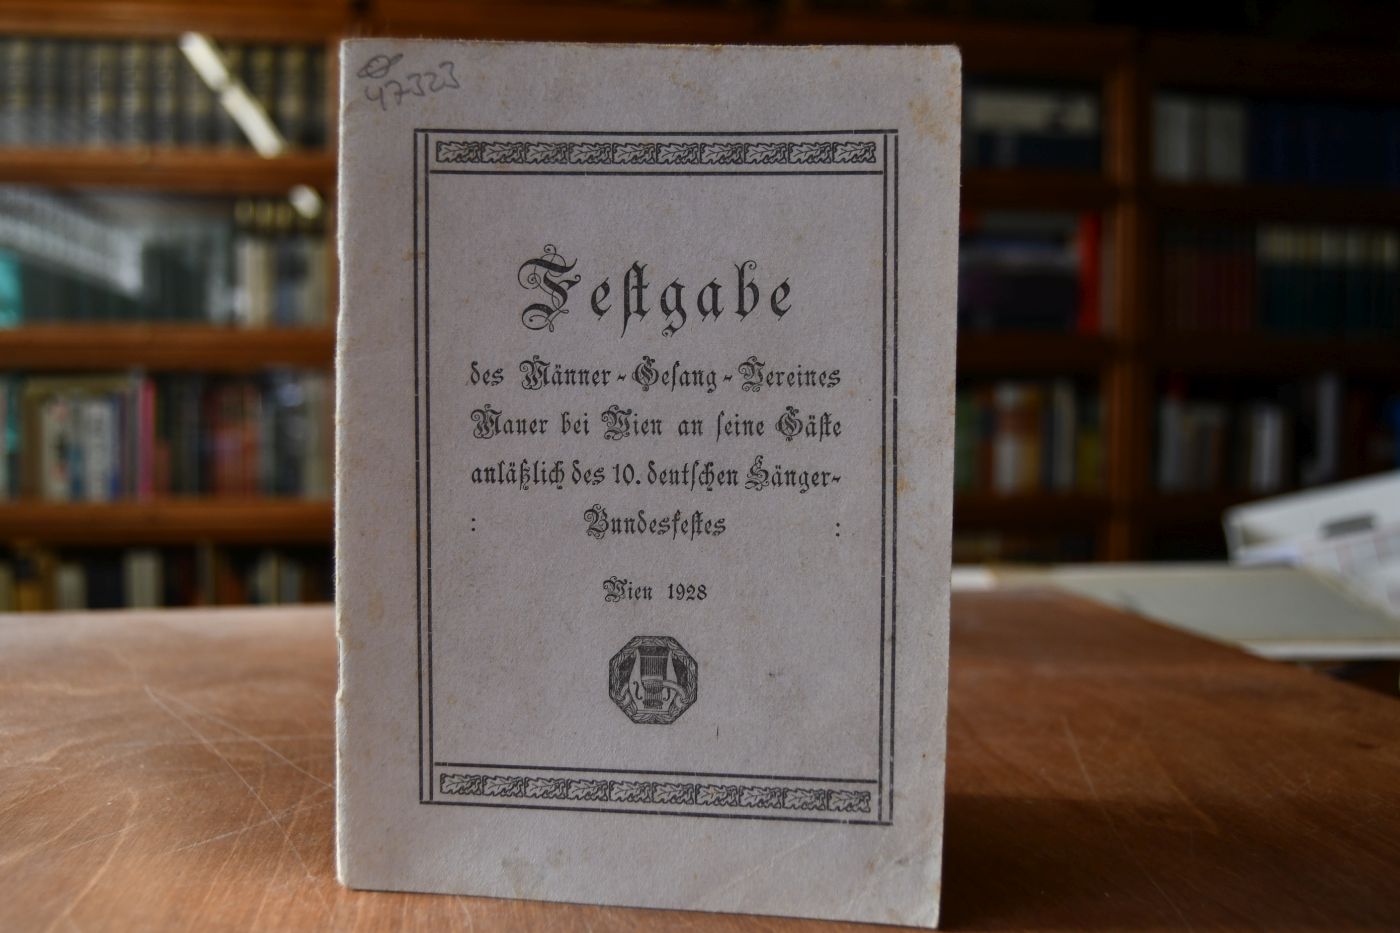 47323
Festgabe
des Männer-Gesang-Vereines
Mauer bei Wien an seine Gäste
anläßlich des 10. deutschen Sänger-
: Bundesfestes :
Wien 1928